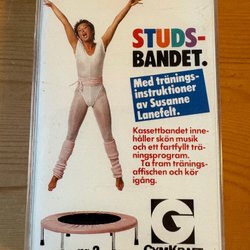 STUDS-
BANDET.
Med tränings-
instruktioner
av Susanne
Lanefelt.
Kassettbandet inne-
håller skön musik
och ett fartfyllt trä-
ningsprogram.
Ta fram tränings-
affischen och kör
igång.
G